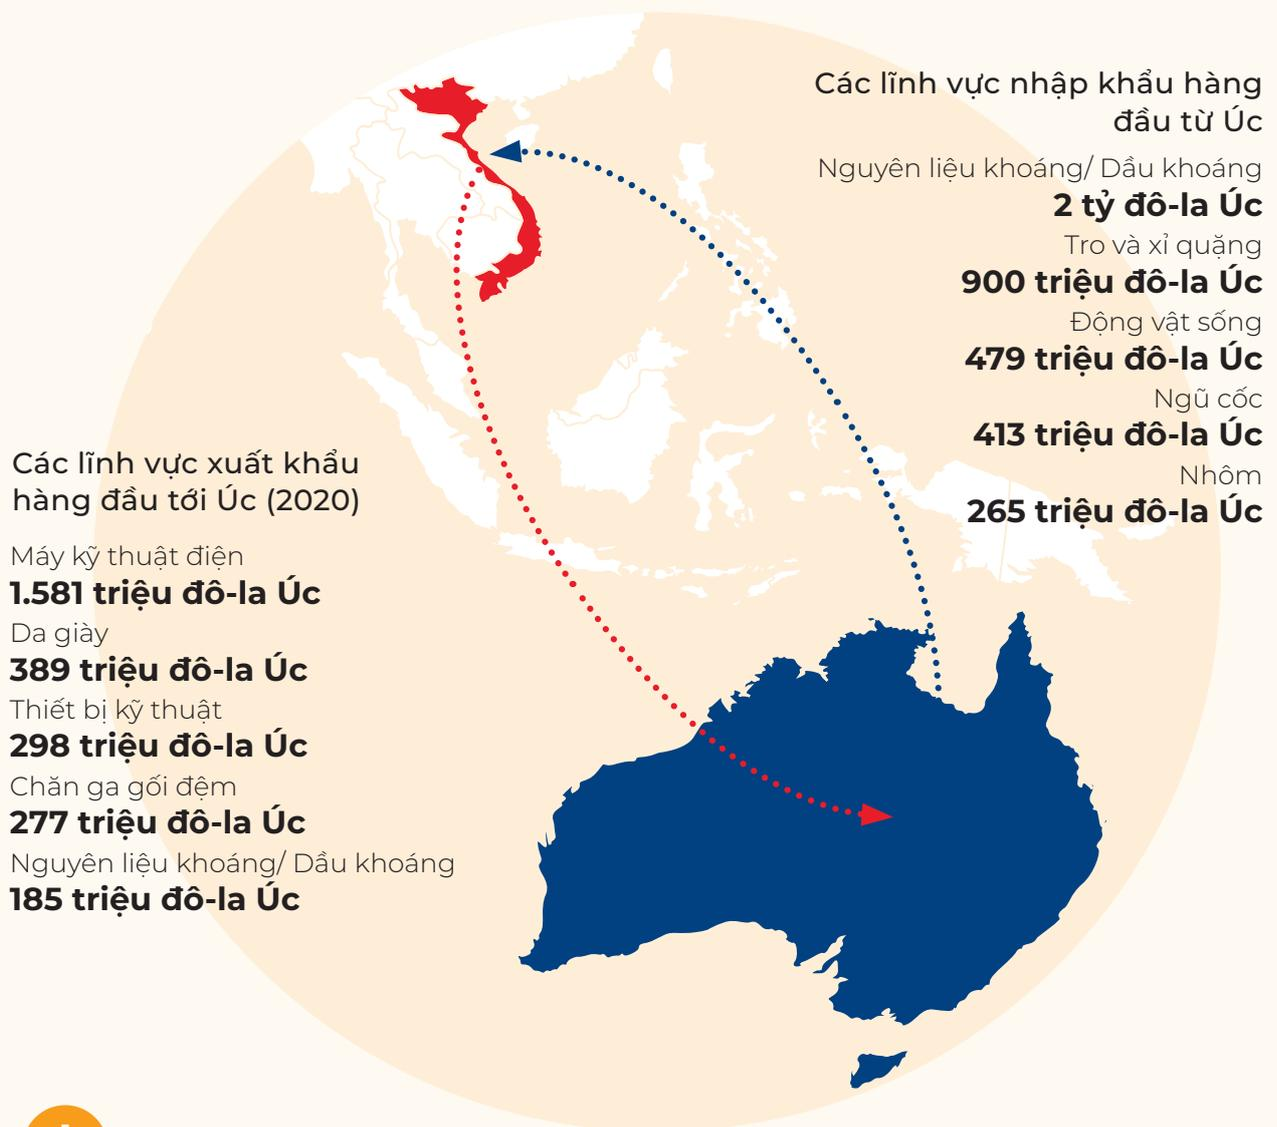 Các lĩnh vực nhập khẩu hàng
đầu từ Úc
Nguyên liệu khoáng/ Dầu khoáng
2 tỷ đô-la Úc
Tro và xỉ quặng
900 triệu đô-la Úc
Động vật sống
479 triệu đô-la Úc
Ngũ cốc
413 triệu đô-la Úc
Nhôm
265 triệu đô-la Úc
Các lĩnh vực xuất khẩu
hàng đầu tới Úc (2020)
Máy kỹ thuật điện
1.581 triệu đô-la Úc
Da giày
389 triệu đô-la Úc
Thiết bị kỹ thuật
298 triệu đô-la Úc
Chăn ga gối đệm
277 triệu đô-la Úc
Nguyên liệu khoáng/ Dầu khoáng
185 triệu đô-la Úc